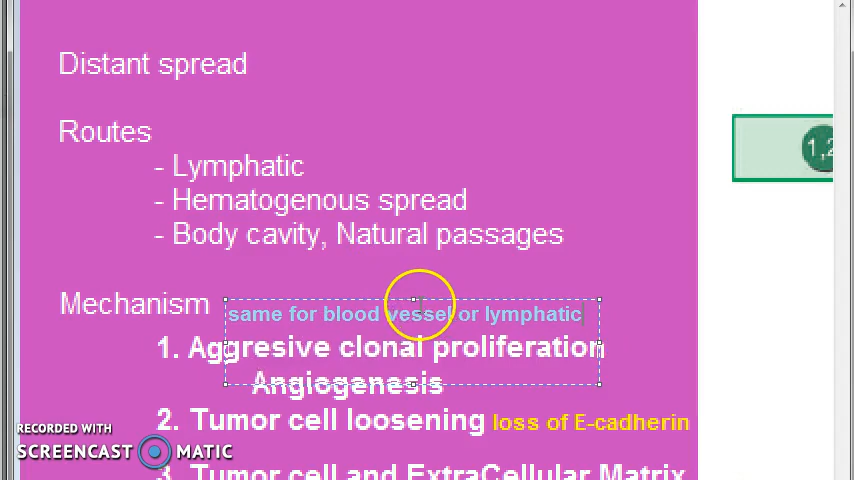 Distant spread
Routes
- Lymphatic
- Hematogenous spread
- Body cavity, Natural passages
Mechanism
same for blood vessel or lymphatic
1. Aggresive clonal proliferation
Angiogenesis
2. Tumor cell loosening loss of E-cadherin
3. Tumor cell and ExtraCellular Matrix
RECORDED WITH
SCREENCAST MATIC